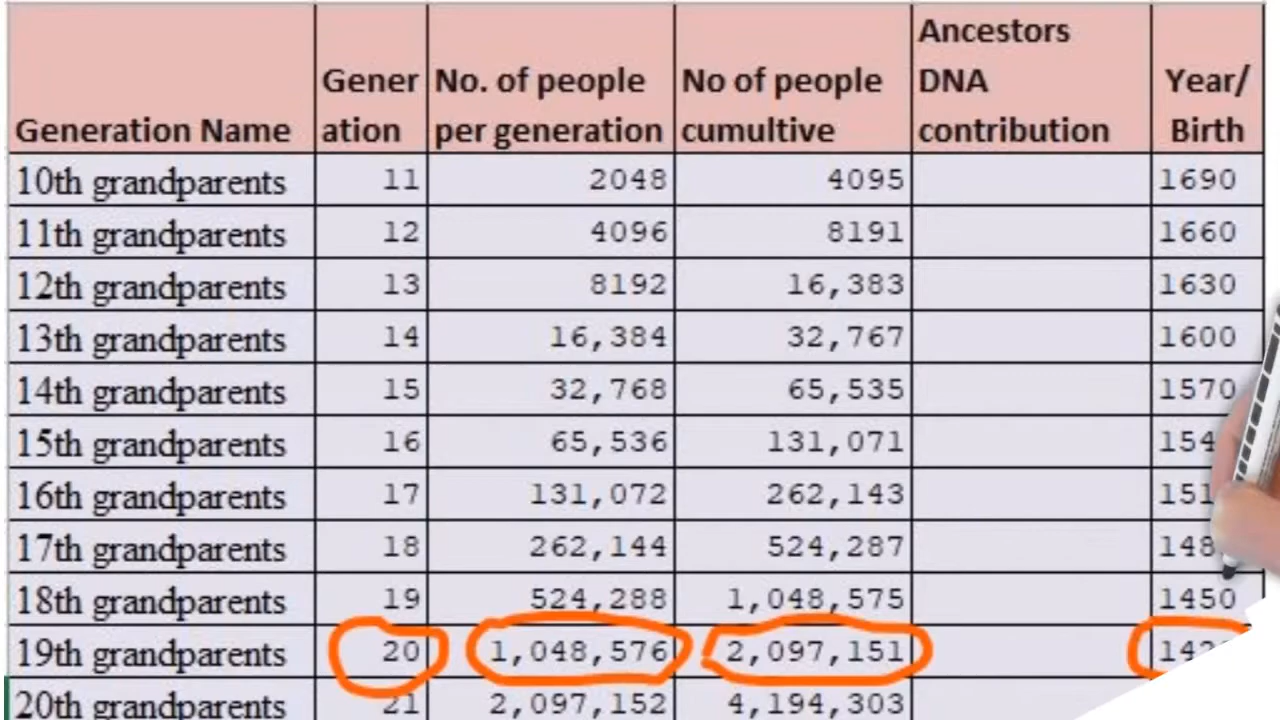 Generation Name Gener ation No. of people per generation No of people cumultive Ancestors DNA contribution Year/ Birth
10th grandparents 11 2048 4095 1690
11th grandparents 12 4096 8191 1660
12th grandparents 13 8192 16,383 1630
13th grandparents 14 16,384 32,767 1600
14th grandparents 15 32,768 65,535 1570
15th grandparents 16 65,536 131,071
16th grandparents 17 131,072 262,143
17th grandparents 18 262,144 524,287
18th grandparents 19 524,288 1,048,575 1450
19th grandparents 20 1,048,576 2,097,151
20th grandparents 21 2,097,152 4,194,303